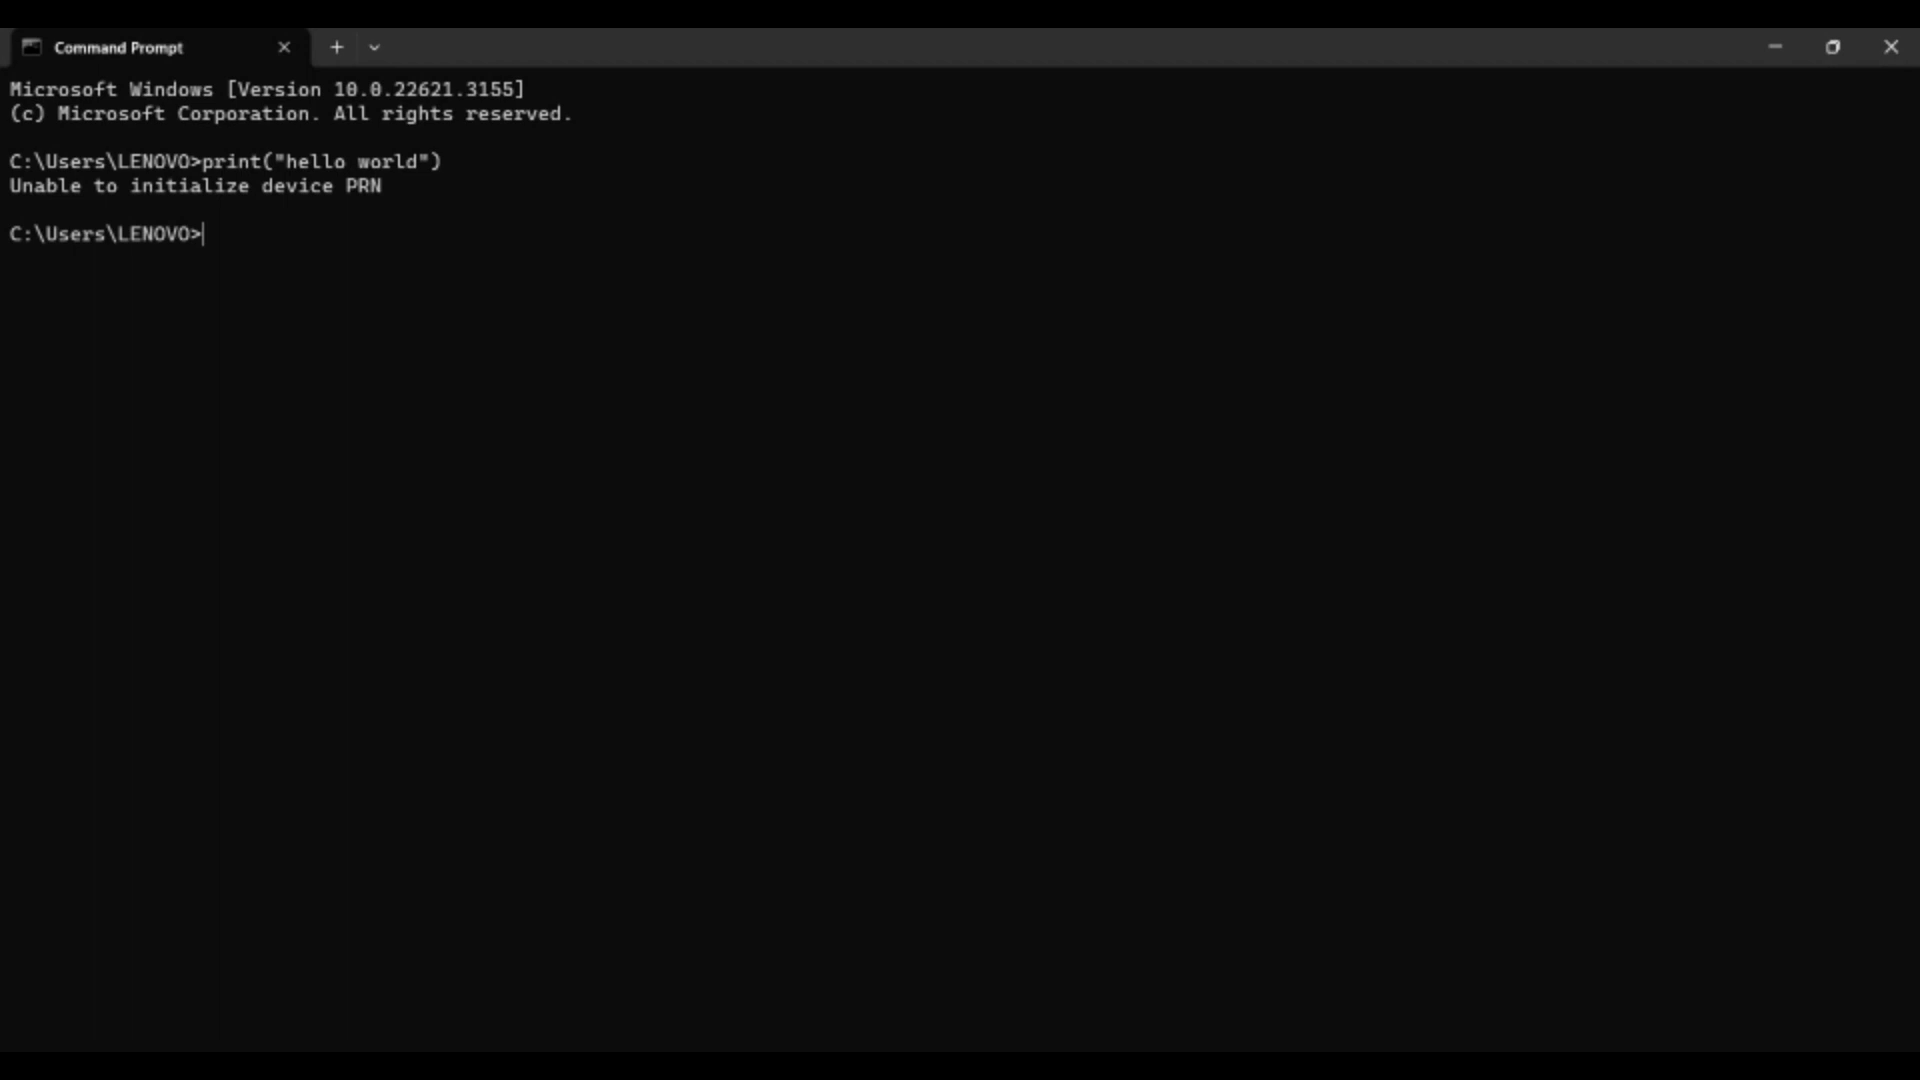 Command Prompt
Microsoft Windows [Version 10.0.22621.3155]
(c) Microsoft Corporation. All rights reserved.
C:\Users\LENOVO>print("hello world")
Unable to initialize device PRN
C:\Users\LENOVO>